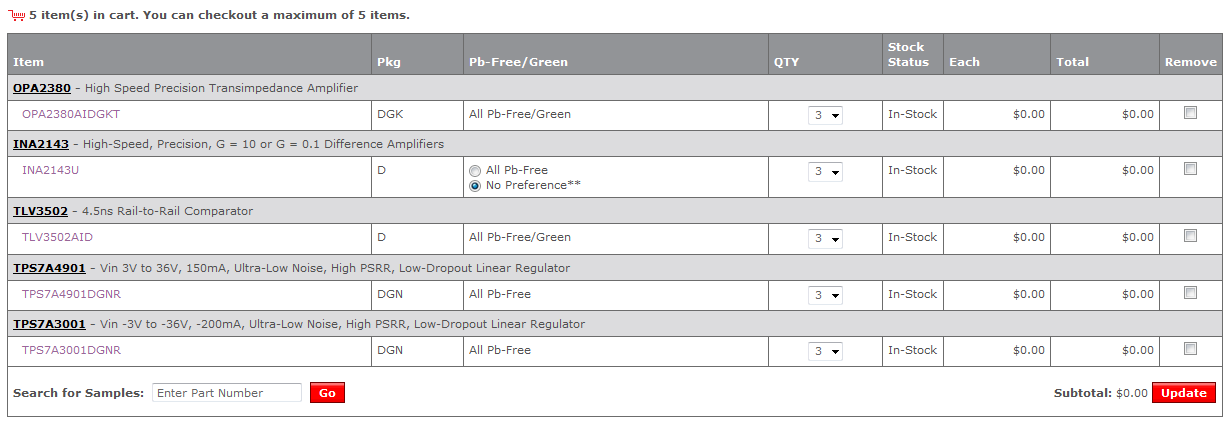 5 item(s) in cart. You can checkout a maximum of 5 items.
Item Pkg Pb-Free/Green QTY Stock Status Each Total Remove
OPA2380 - High Speed Precision Transimpedance Amplifier
OPA2380AIDGKT DGK All Pb-Free/Green 3 In-Stock $0.00 $0.00
INA2143 - High-Speed, Precision, G = 10 or G = 0.1 Difference Amplifiers
INA2143U D All Pb-Free 3 In-Stock $0.00 $0.00
No Preference**
TLV3502 - 4.5ns Rail-to-Rail Comparator
TLV3502AID D All Pb-Free/Green 3 In-Stock $0.00 $0.00
TPS7A4901 - Vin 3V to 36V, 150mA, Ultra-Low Noise, High PSRR, Low-Dropout Linear Regulator
TPS7A4901DGNR DGN All Pb-Free 3 In-Stock $0.00 $0.00
TPS7A3001 - Vin -3V to -36V, -200mA, Ultra-Low Noise, High PSRR, Low-Dropout Linear Regulator
TPS7A3001DGNR DGN All Pb-Free 3 In-Stock $0.00 $0.00
Search for Samples: Enter Part Number Go Subtotal: $0.00 Update